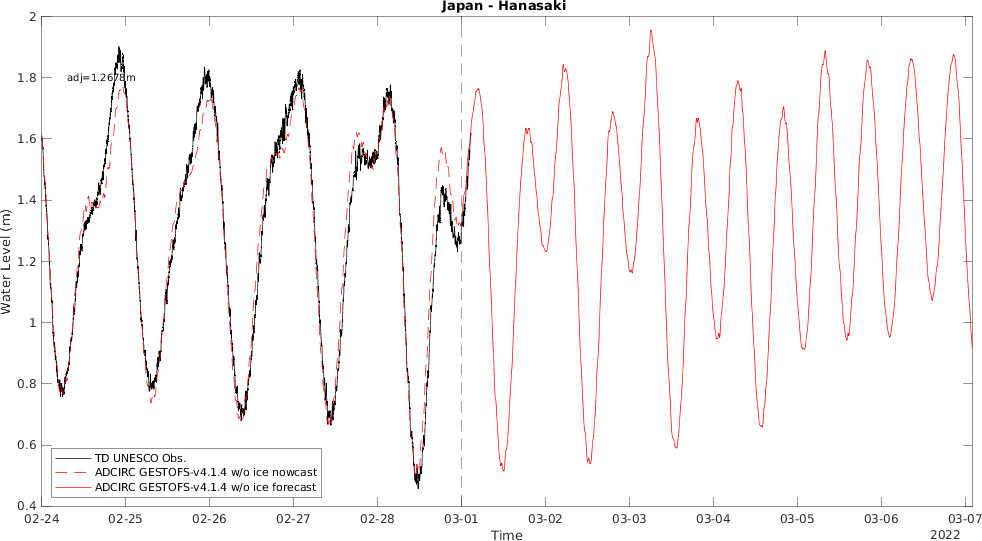 Japan - Hanasaki
2
1.8
1.6
1.4
1.2
1
0.8
0.6
0.4
Water Level (m)
adj=1.2678m
TD UNESCO Obs.
ADCIRC GESTOFS-v4.1.4 w/o ice nowcast
ADCIRC GESTOFS-v4.1.4 w/o ice forecast
02-24 02-25 02-26 02-27 02-28 03-01 03-02 03-03 03-04 03-05 03-06 03-07
Time
2022